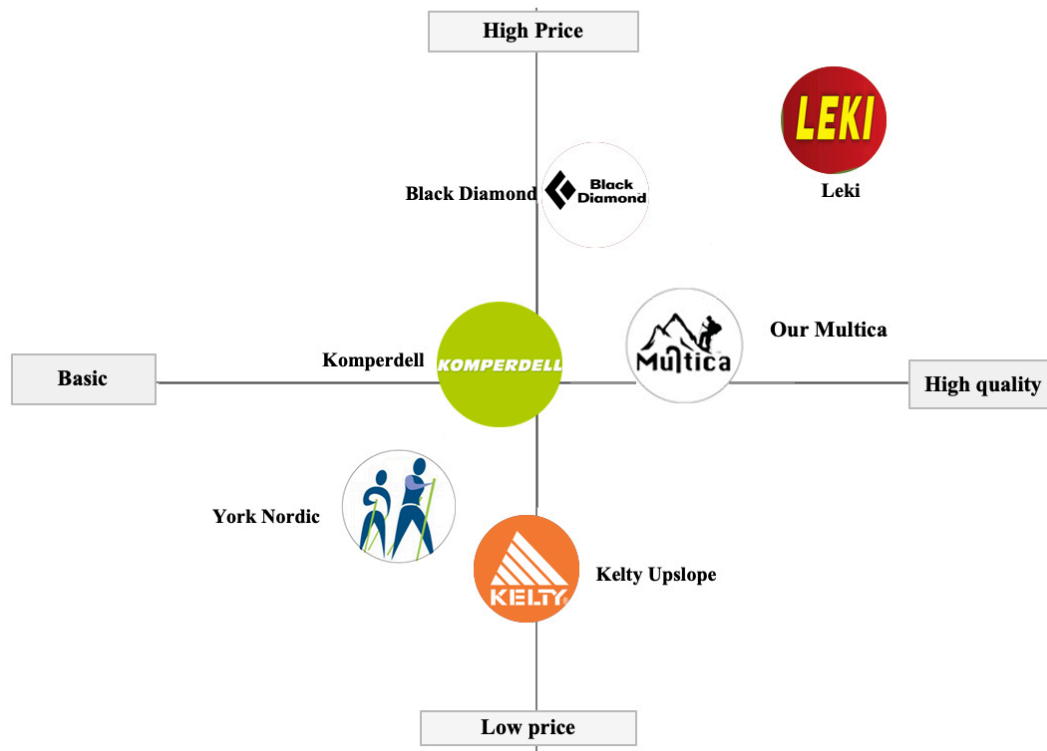 High Price
LEKI
Leki
Black Diamond
Black
Diamond
Our Multica
Multica
Komperdell
KOMPERDELL
Basic
High quality
York Nordic
Kelty Upslope
KELTY
Low price